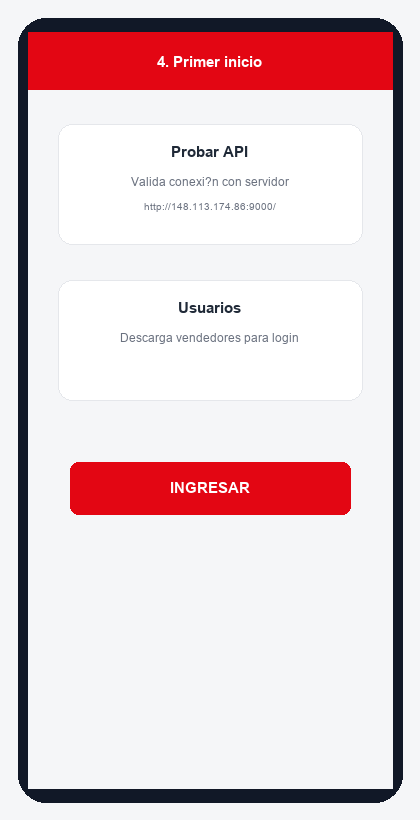 4. Primer inicio
Probar API
Valida conexi?n con servidor
http://148.113.174.86:9000/
Usuarios
Descarga vendedores para login
INGRESAR